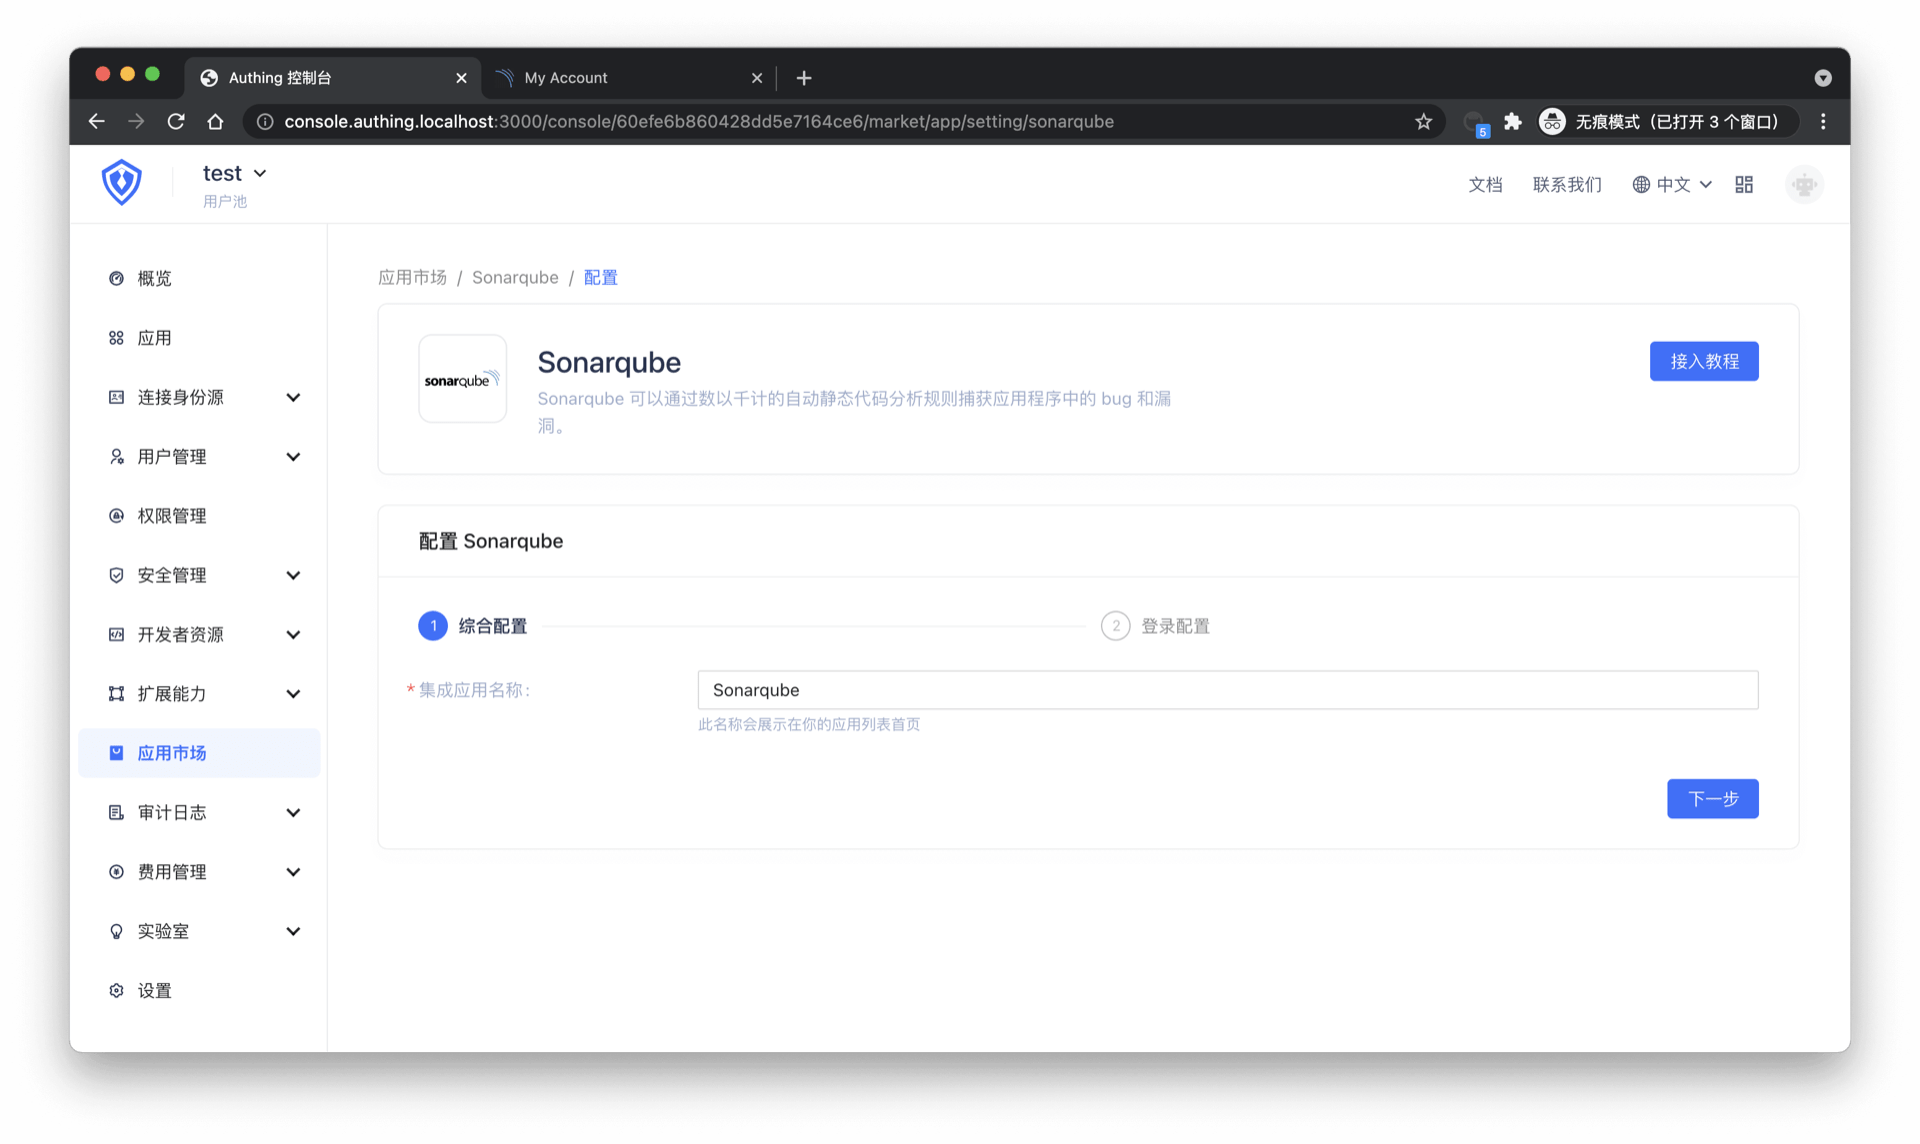 Authing 控制台
My Account
console.authing.localhost:3000/console/60efe6b860428dd5e7164ce6/market/app/setting/sonarqube
5
无痕模式（已打开 3 个窗口）
test
用户池
文档
联系我们
中文
概览
应用
连接身份源
用户管理
权限管理
安全管理
开发者资源
扩展能力
应用市场
审计日志
费用管理
实验室
设置
应用市场 / Sonarqube / 配置
sonarqube
Sonarqube
Sonarqube 可以通过数以千计的自动静态代码分析规则捕获应用程序中的 bug 和漏
洞。
接入教程
配置 Sonarqube
1 综合配置
2 登录配置
* 集成应用名称:
Sonarqube
此名称会展示在你的应用列表首页
下一步